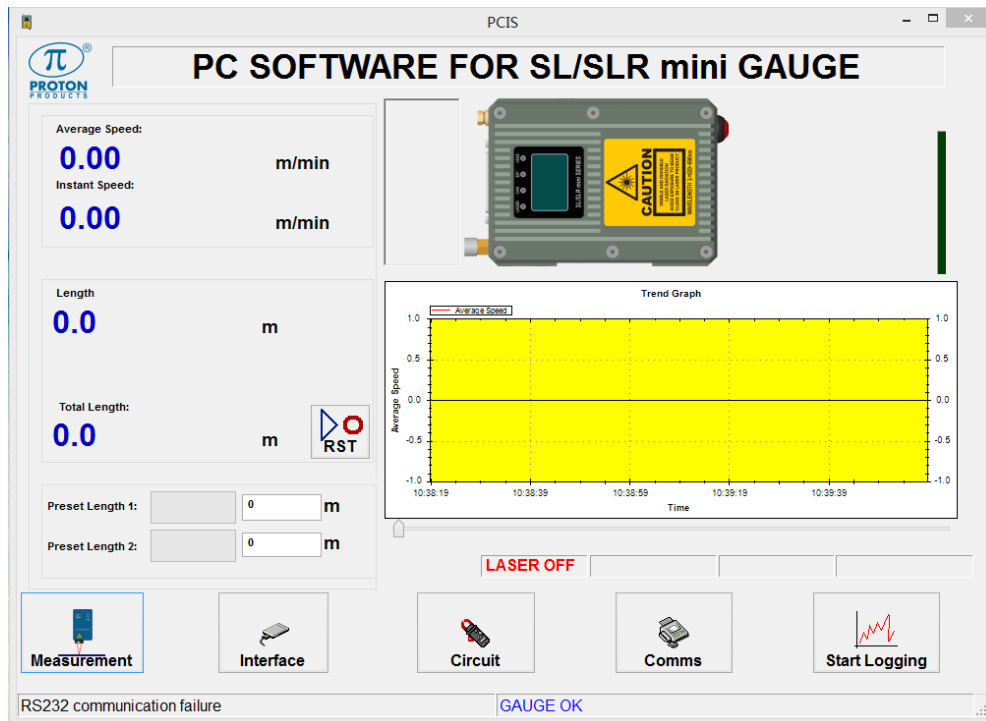 PCIS
π
®
PROTON
PRODUCTS
PC SOFTWARE FOR SL/SLR mini GAUGE
Average Speed:
0.00 m/min
Instant Speed:
0.00 m/min
Length
0.0 m
Total Length:
0.0 m
RST
Preset Length 1: 0 m
Preset Length 2: 0 m
SL/SLR mini SERIES
CAUTION
Trend Graph
Average Speed
1.0 1.0
0.5 0.5
0.0 0.0
-0.5 -0.5
-1.0 -1.0
Average Speed
10:38:19 10:38:39 10:38:59 10:39:19 10:39:39
Time
LASER OFF
Measurement Interface Circuit Comms Start Logging
RS232 communication failure GAUGE OK